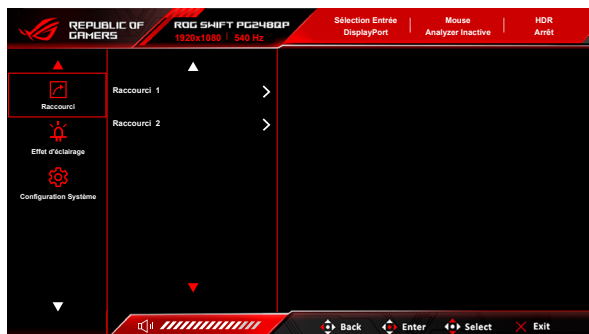 REPUBLIC OF
GAMERS
ROG SWIFT PG248QP
1920x1080 | 540 Hz
Sélection Entrée
DisplayPort
Mouse
Analyzer Inactive
HDR
Arrêt
Raccourci
Effet d'éclairage
Configuration Système
Raccourci 1
Raccourci 2
Back
Enter
Select
Exit